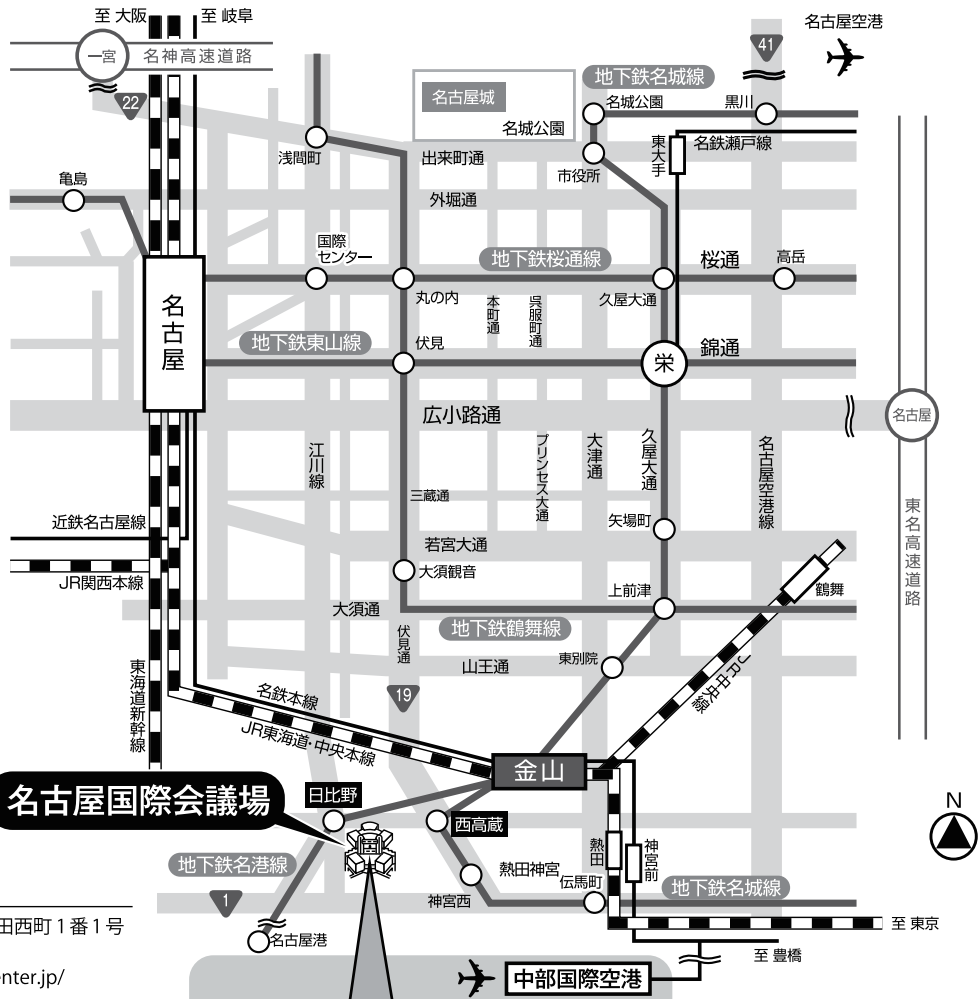 至 大阪
至 岐阜
名古屋空港
一宮
名神高速道路
41
22
名古屋城
名城公園
地下鉄名城線
名城公園
黒川
浅間町
出来町通
市役所
東大手
名鉄瀬戸線
亀島
外堀通
国際
センター
地下鉄桜通線
桜通
高岳
名古屋
丸の内
本町通
呉服町通
久屋大通
地下鉄東山線
伏見
栄
錦通
広小路通
名古屋
江川線
プリンセス大通
大津通
久屋大通
名古屋空港線
三蔵通
近鉄名古屋線
矢場町
若宮大通
東名高速道路
JR関西本線
大須観音
上前津
鶴舞
大須通
地下鉄鶴舞線
伏見通
東別院
山王通
JR中央線
東海道新幹線
19
名鉄本線
JR東海道・中央本線
金山
名古屋国際会議場
日比野
西高蔵
N
熱田
神宮前
地下鉄名港線
熱田神宮
伝馬町
地下鉄名城線
1
神宮西
田西町1番1号
名古屋港
至 東京
至 豊橋
nter.jp/
中部国際空港